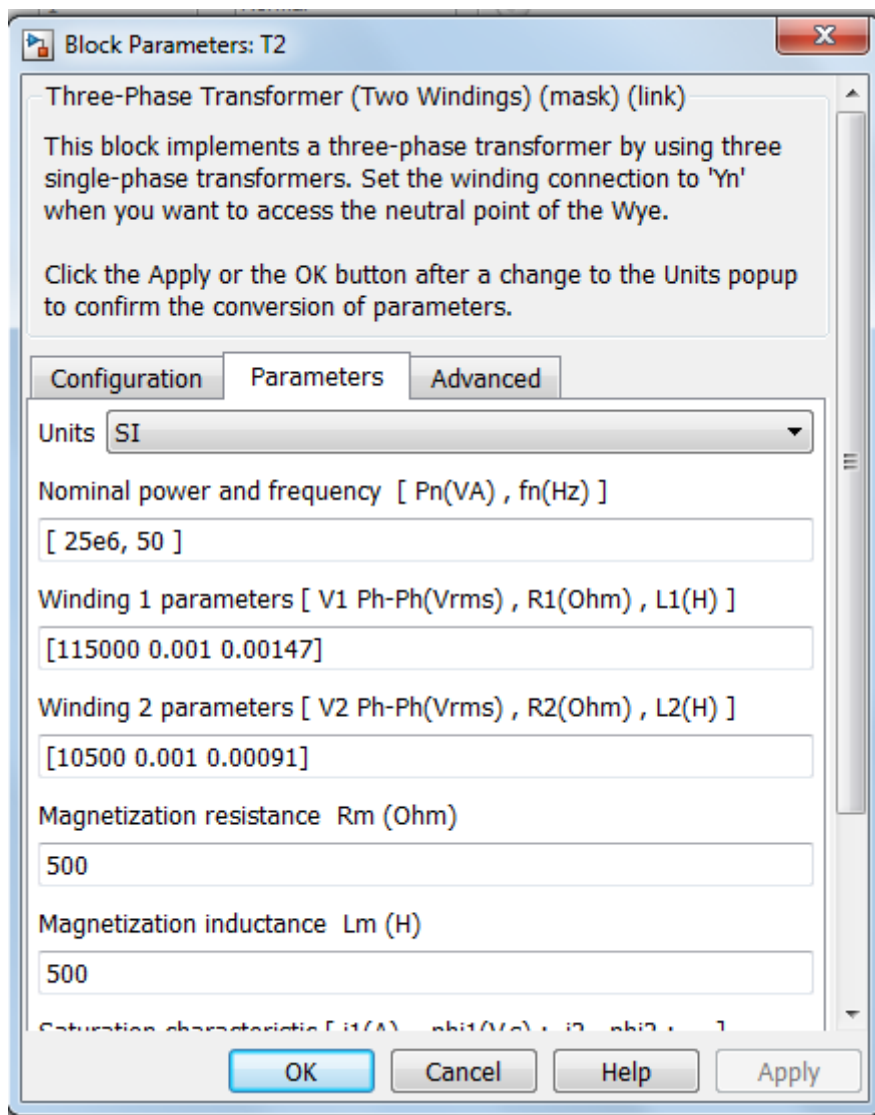 Block Parameters: T2
Three-Phase Transformer (Two Windings) (mask) (link)
This block implements a three-phase transformer by using three
single-phase transformers. Set the winding connection to 'Yn'
when you want to access the neutral point of the Wye.
Click the Apply or the OK button after a change to the Units popup
to confirm the conversion of parameters.
Configuration Parameters Advanced
Units SI
Nominal power and frequency [ Pn(VA) , fn(Hz) ]
[ 25e6, 50 ]
Winding 1 parameters [ V1 Ph-Ph(Vrms) , R1(Ohm) , L1(H) ]
[115000 0.001 0.00147]
Winding 2 parameters [ V2 Ph-Ph(Vrms) , R2(Ohm) , L2(H) ]
[10500 0.001 0.00091]
Magnetization resistance Rm (Ohm)
500
Magnetization inductance Lm (H)
500
Saturation characteristic [ i1(A) , phi1(V.s) ; i2 , phi2 ; ... ]
OK Cancel Help Apply